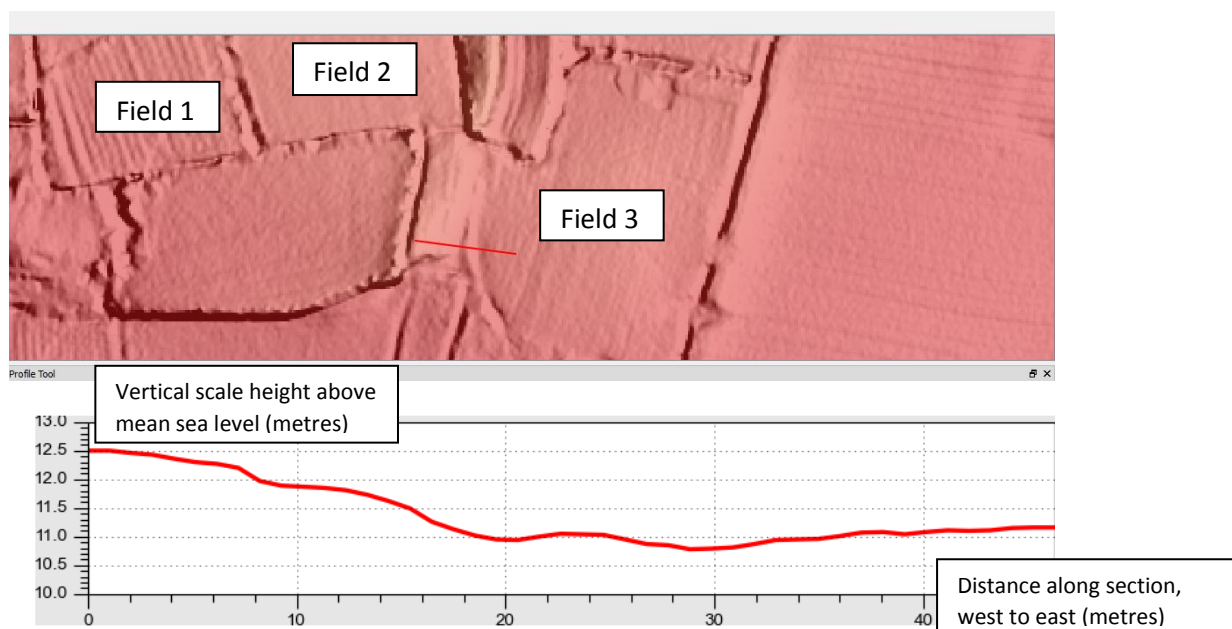 Field 1
Field 2
Field 3
Profile Tool
Vertical scale height above
mean sea level (metres)
13.0
12.5
12.0
11.5
11.0
10.5
10.0
0
10
20
30
40
Distance along section,
west to east (metres)